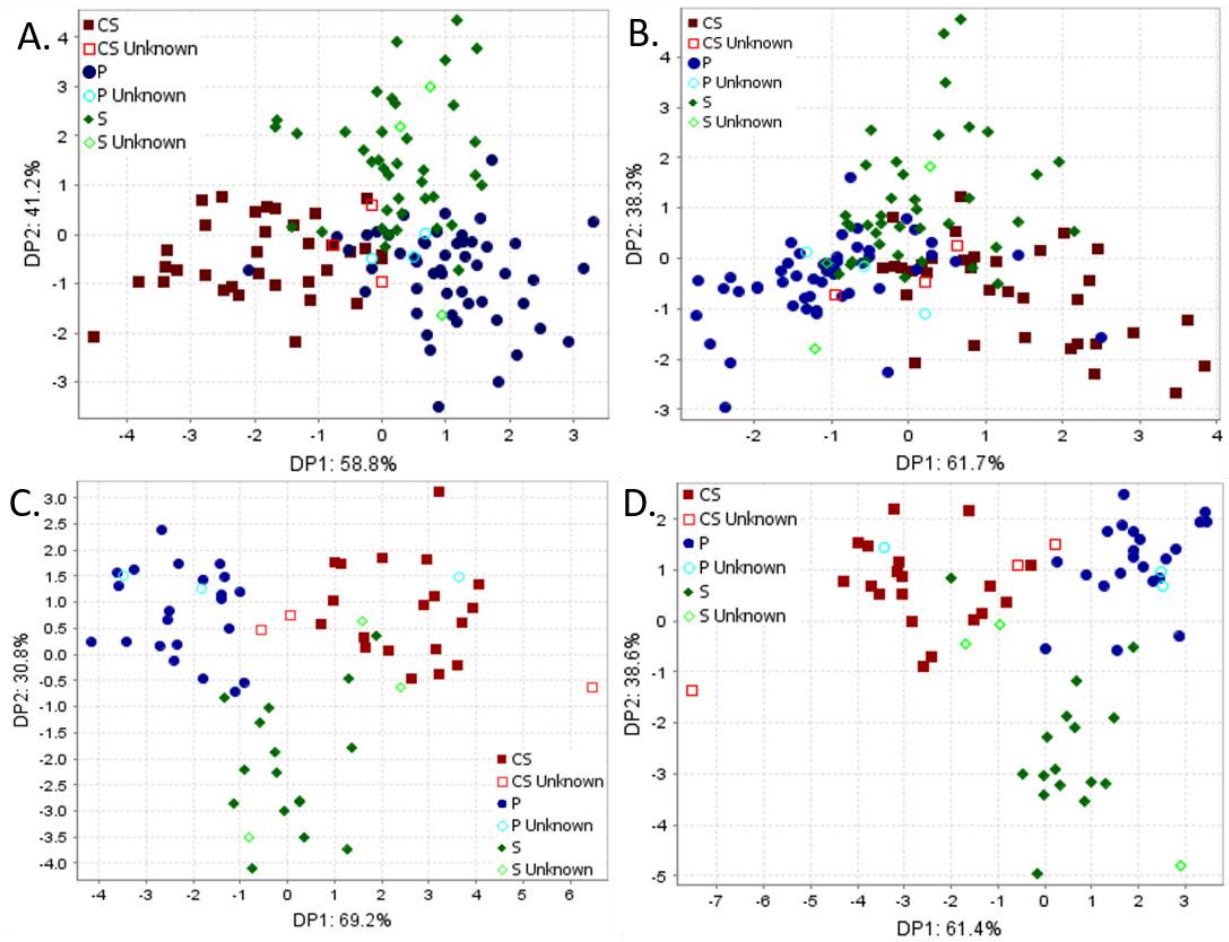 A.
CS
CS Unknown
P
P Unknown
S
S Unknown
4
3
2
1
0
-1
-2
-3
DP2: 41.2%
-4 -3 -2 -1 0 1 2 3
DP1: 58.8%
B.
CS
CS Unknown
P
P Unknown
S
S Unknown
4
3
2
1
0
-1
-2
-3
DP2: 38.3%
-2 -1 0 1 2 3 4
DP1: 61.7%
C.
3.0
2.5
2.0
1.5
1.0
0.5
0.0
-0.5
-1.0
-1.5
-2.0
-2.5
-3.0
-3.5
-4.0
DP2: 30.8%
CS
CS Unknown
P
P Unknown
S
S Unknown
-4 -3 -2 -1 0 1 2 3 4 5 6
DP1: 69.2%
D.
CS
CS Unknown
P
P Unknown
S
S Unknown
2
1
0
-1
-2
-3
-4
-5
DP2: 38.6%
-7 -6 -5 -4 -3 -2 -1 0 1 2 3
DP1: 61.4%